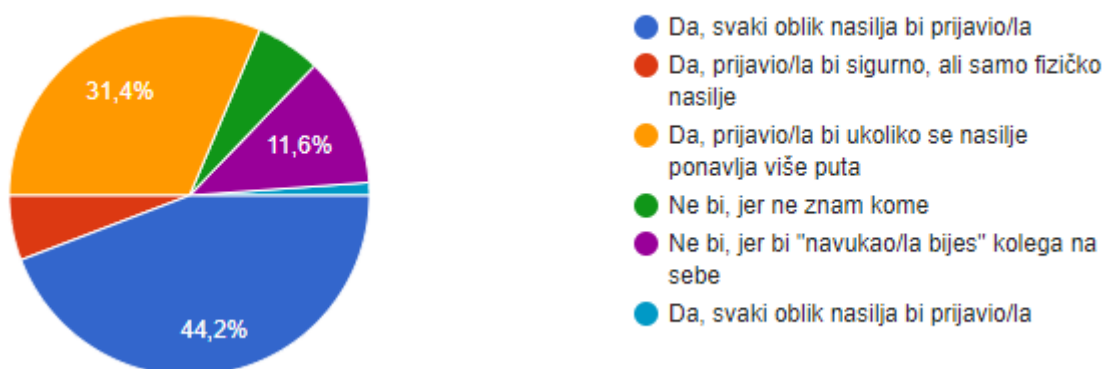 31,4%
11,6%
44,2%
Da, svaki oblik nasilja bi prijavio/la
Da, prijavio/la bi sigurno, ali samo fizičko
nasilje
Da, prijavio/la bi ukoliko se nasilje
ponavlja više puta
Ne bi, jer ne znam kome
Ne bi, jer bi "navukao/la bijes" kolega na
sebe
Da, svaki oblik nasilja bi prijavio/la